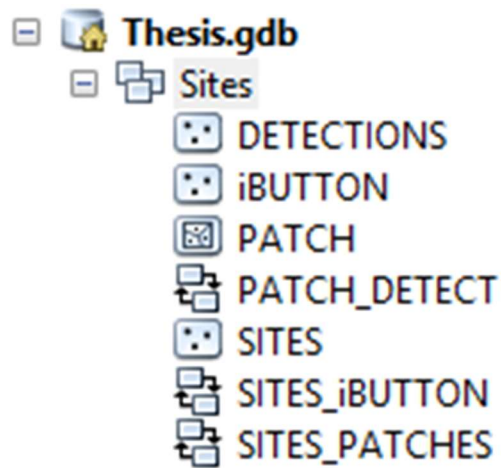 Thesis.gdb
Sites
DETECTIONS
iBUTTON
PATCH
PATCH_DETECT
SITES
SITES_iBUTTON
SITES_PATCHES